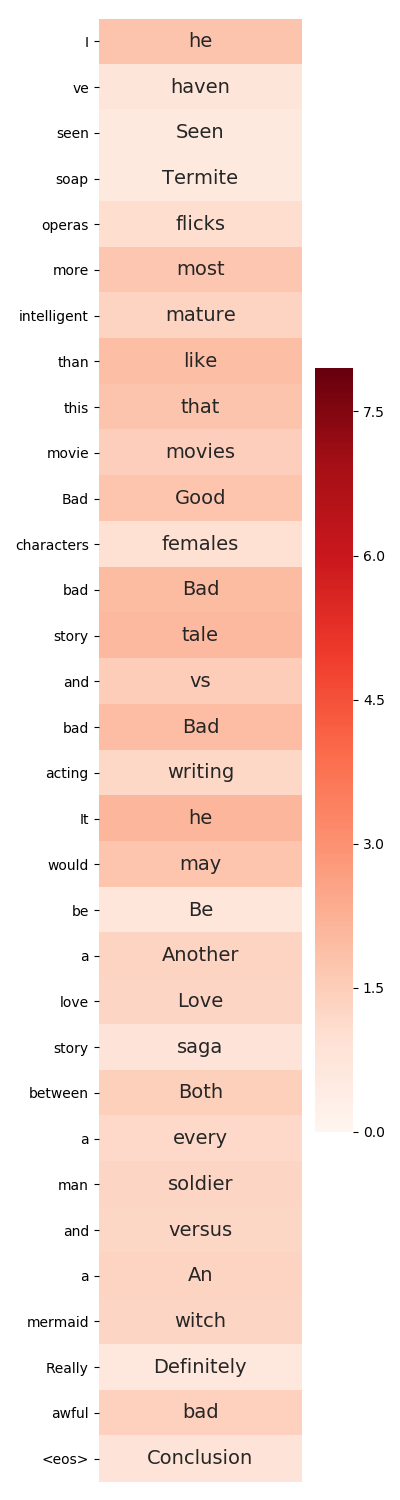 I he
ve haven
seen Seen
soap Termite
operas flicks
more most
intelligent mature
than like
this that
7.5
movie movies
Bad Good
characters females
6.0
bad Bad
story tale
and vs
4.5
bad Bad
acting writing
It he
3.0
would may
be Be
a Another
1.5
love Love
story saga
between Both
a every
0.0
man soldier
and versus
a An
mermaid witch
Really Definitely
awful bad
<eos> Conclusion